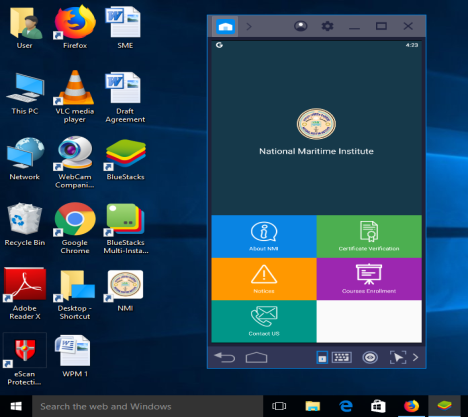 User
Firefox
SME
This PC
VLC media
player
Draft
Agreement
Network
WebCam
Compani...
BlueStacks
Recycle Bin
Google
Chrome
BlueStacks
Multi-Insta...
Adobe
Reader X
Desktop -
Shortcut
NMI
eScan
Protecti...
WPM 1
4:23
National Maritime Institute
About NMI
Certificate Verification
Notices
Courses Enrollment
Contact US
Search the web and Windows